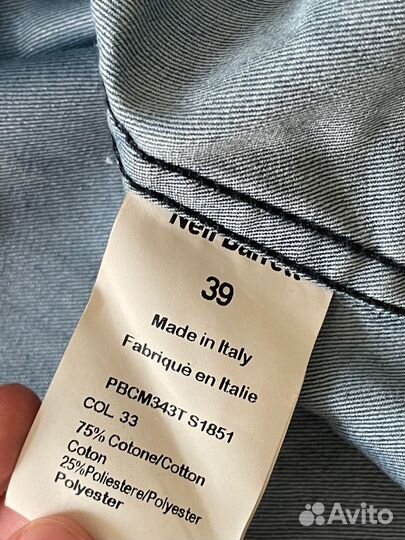 Neil Barrett
39
Made in Italy
Fabriquè en Italie
PBCM343T S1851
COL. 33
75% Cotone/Cotton
Coton
25%Poliestere/Polyester
Polyester
Avito